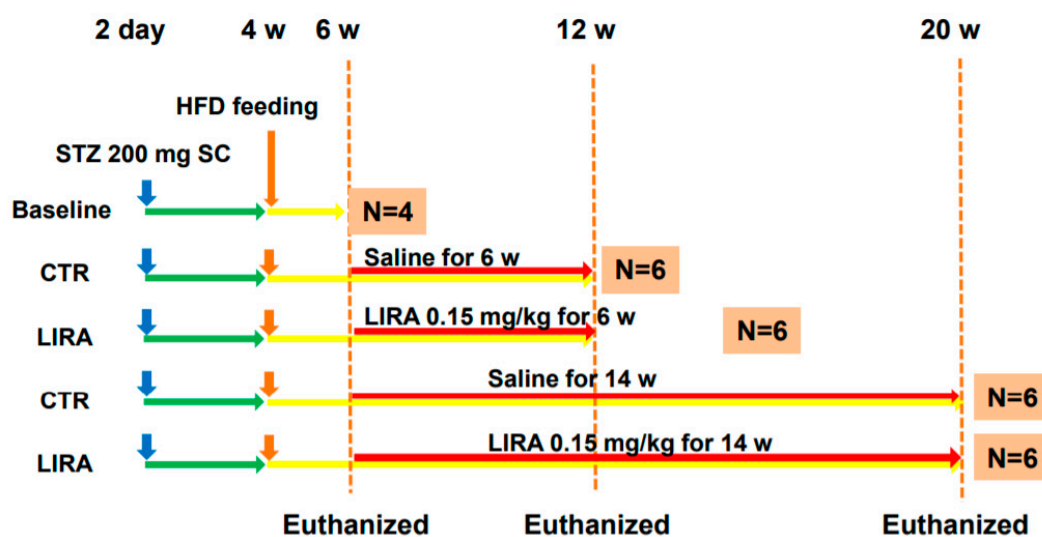 2 day 4 w 6 w 12 w 20 w
HFD feeding
STZ 200 mg SC
Baseline N=4
CTR Saline for 6 w N=6
LIRA LIRA 0.15 mg/kg for 6 w N=6
CTR Saline for 14 w N=6
LIRA LIRA 0.15 mg/kg for 14 w N=6
Euthanized Euthanized Euthanized